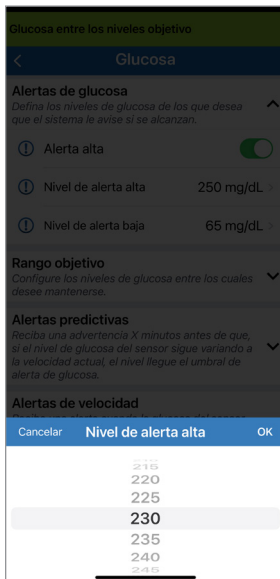 Glucosa entre los niveles objetivo
Glucosa
Alertas de glucosa
Defina los niveles de glucosa de los que desea
que el sistema le avise si se alcanzan.
Alerta alta
Nivel de alerta alta 250 mg/dL
Nivel de alerta baja 65 mg/dL
Rango objetivo
Configure los niveles de glucosa entre los cuales
desee mantenerse.
Alertas predictivas
Reciba una advertencia X minutos antes de que,
si el nivel de glucosa del sensor sigue variando a
la velocidad actual, el nivel llegue el umbral de
alerta de glucosa.
Alertas de velocidad
Cancelar Nivel de alerta alta OK
215
220
225
230
235
240
245